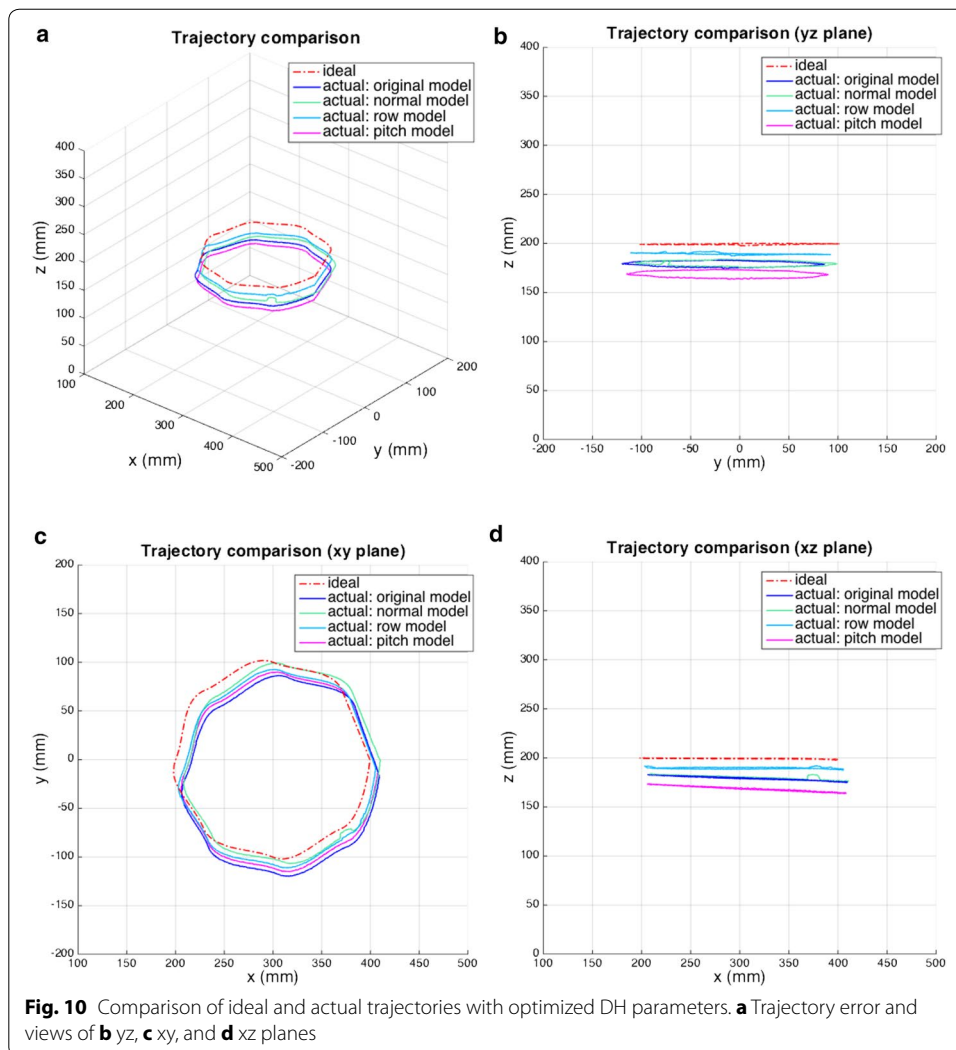 a
Trajectory comparison
ideal
actual: original model
actual: normal model
actual: row model
actual: pitch model
400
350
300
250
200
150
100
50
0
z (mm)
100
200
300
400
500
x (mm)
-200
-100
0
100
200
y (mm)
b
Trajectory comparison (yz plane)
ideal
actual: original model
actual: normal model
actual: row model
actual: pitch model
400
350
300
250
200
150
100
50
0
z (mm)
-200 -150 -100 -50 0 50 100 150 200
y (mm)
c
Trajectory comparison (xy plane)
ideal
actual: original model
actual: normal model
actual: row model
actual: pitch model
200
150
100
50
0
-50
-100
-150
-200
y (mm)
100 150 200 250 300 350 400 450 500
x (mm)
d
Trajectory comparison (xz plane)
ideal
actual: original model
actual: normal model
actual: row model
actual: pitch model
400
350
300
250
200
150
100
50
0
z (mm)
100 150 200 250 300 350 400 450 500
x (mm)
Fig. 10 Comparison of ideal and actual trajectories with optimized DH parameters. a Trajectory error and
views of b yz, c xy, and d xz planes